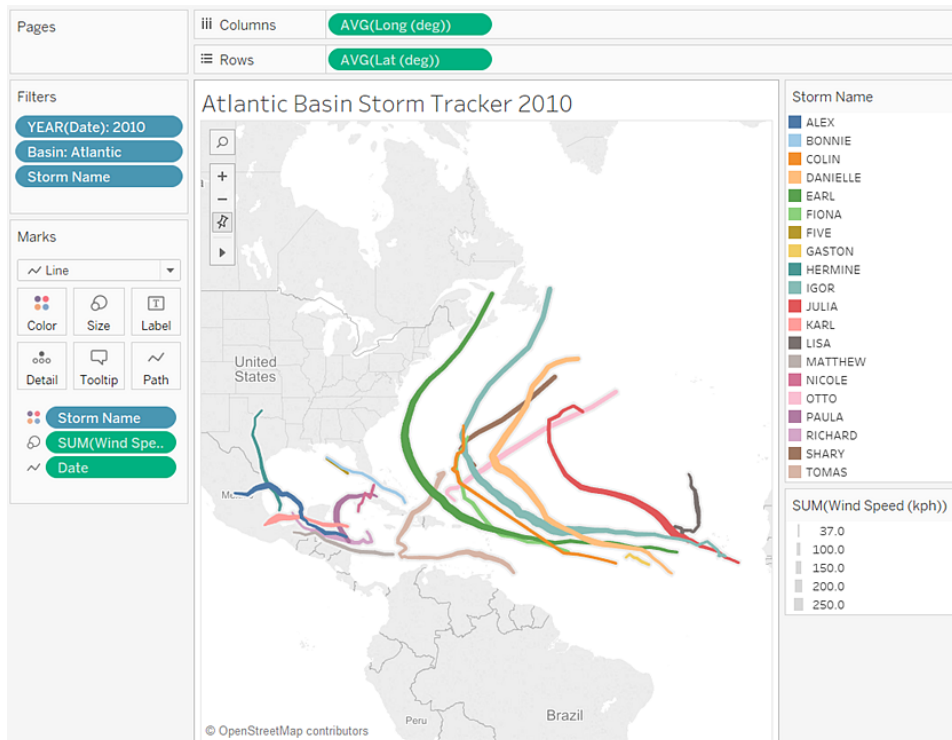 Pages
Columns
AVG(Long (deg))
Rows
AVG(Lat (deg))
Filters
YEAR(Date): 2010
Basin: Atlantic
Storm Name
Marks
Line
Color
Size
Label
Detail
Tooltip
Path
Storm Name
SUM(Wind Spe..
Date
Atlantic Basin Storm Tracker 2010
United
States
Brazil
Peru
© OpenStreetMap contributors
Storm Name
ALEX
BONNIE
COLIN
DANIELLE
EARL
FIONA
FIVE
GASTON
HERMINE
IGOR
JULIA
KARL
LISA
MATTHEW
NICOLE
OTTO
PAULA
RICHARD
SHARY
TOMAS
SUM(Wind Speed (kph))
37.0
100.0
150.0
200.0
250.0